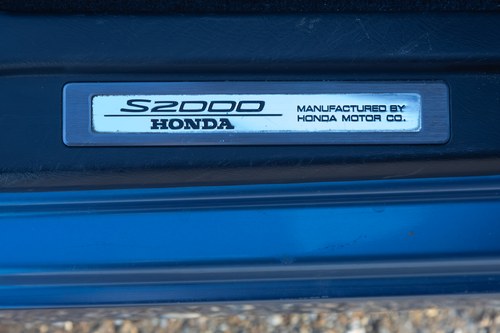 S2000
HONDA
MANUFACTURED BY
HONDA MOTOR CO.